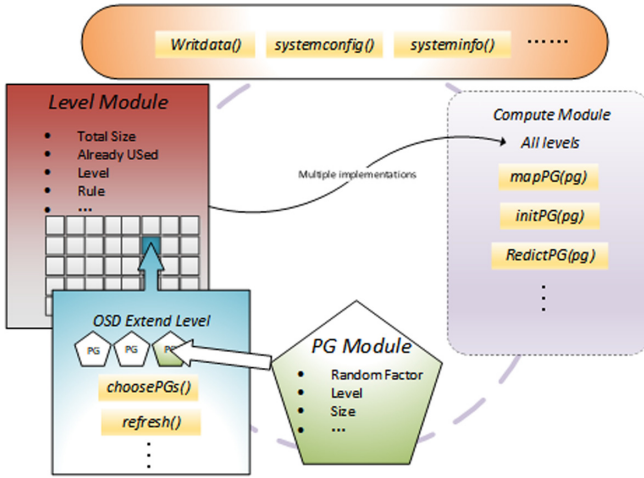 Writdata() systemconfig() systeminfo() ……
Level Module
• Total Size
• Already USed
• Level
• Rule
• ...
Multiple implementations
Compute Module
All levels
mapPG(pg)
initPG(pg)
RedictPG(pg)
OSD Extend Level
PG PG PG
choosePGs()
refresh()
PG Module
• Random Factor
• Level
• Size
• ...